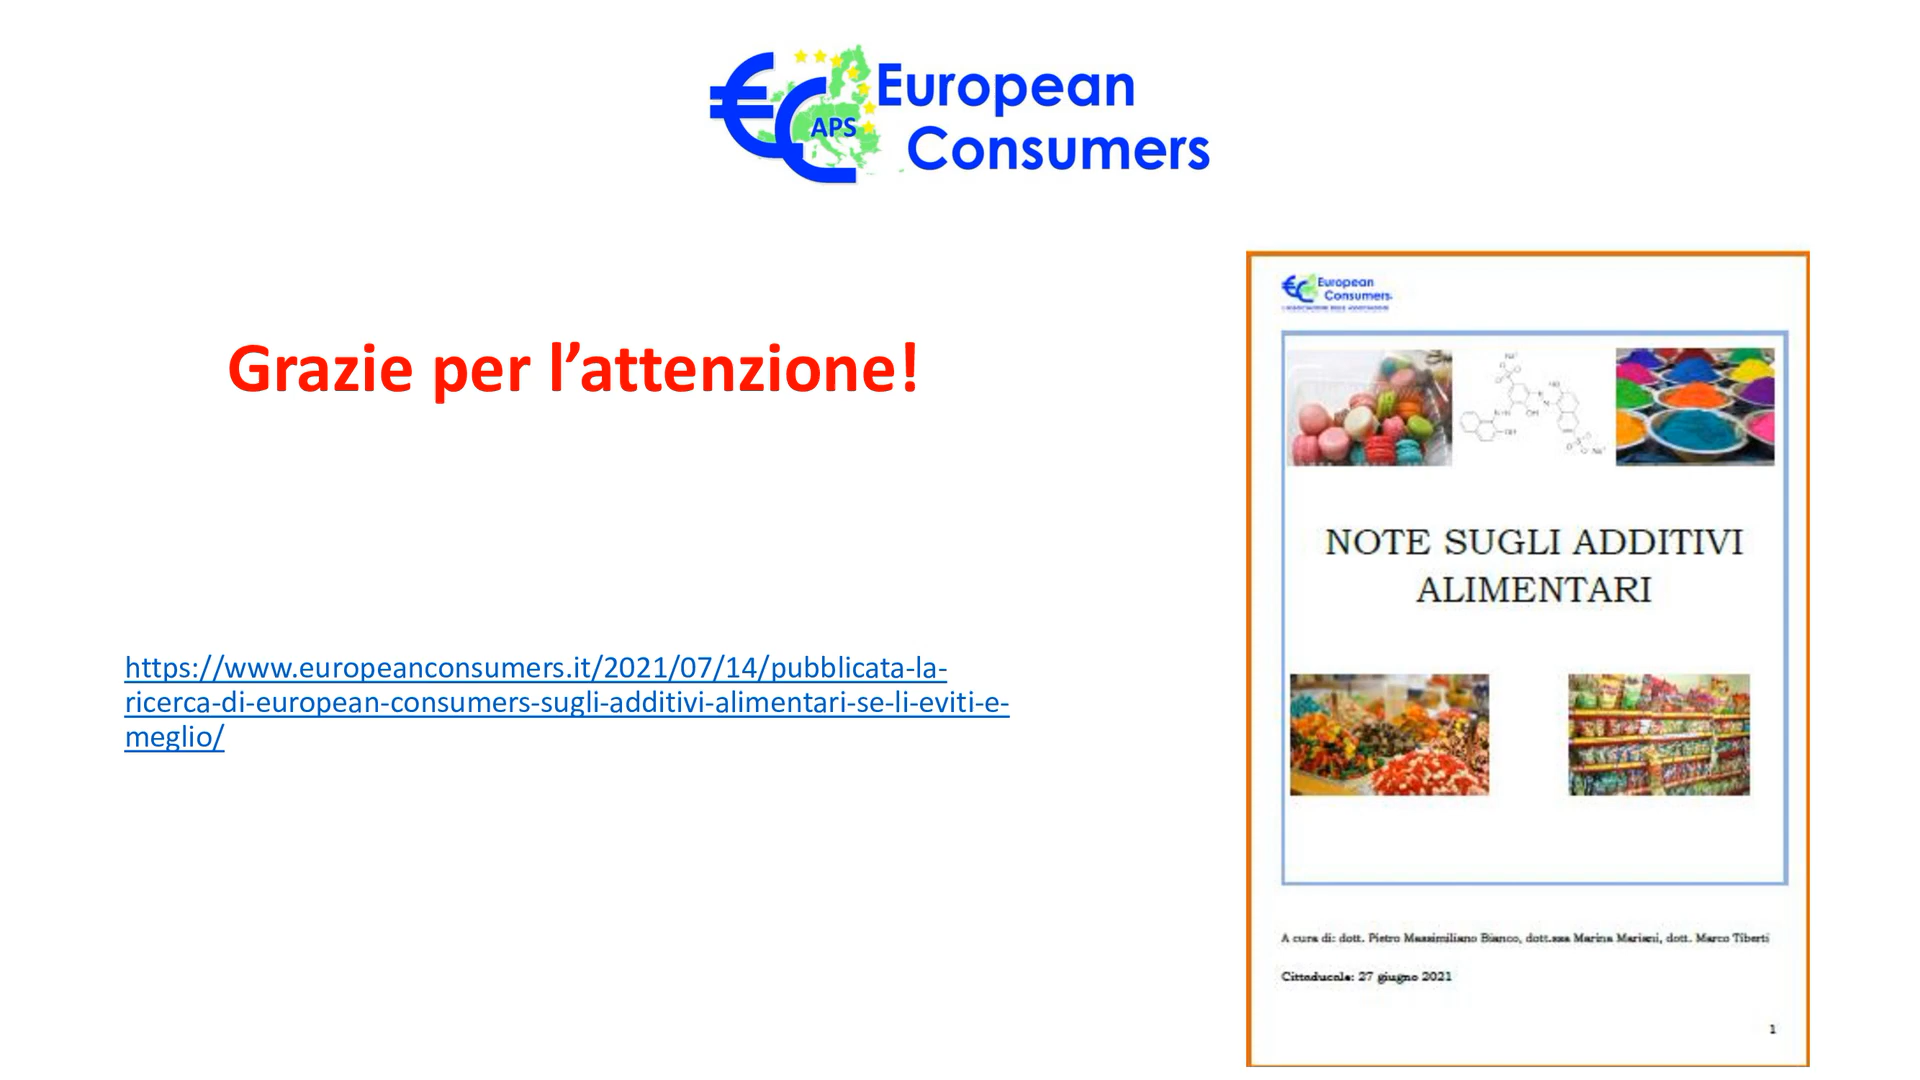 European
Consumers
APS
Grazie per l’attenzione!
https://www.europeanconsumers.it/2021/07/14/pubblicata-la-
ricerca-di-european-consumers-sugli-additivi-alimentari-se-li-eviti-e-
meglio/
European
Consumers
NOTE SUGLI ADDITIVI
ALIMENTARI
A cura di: dott. Pietro Massimiliano Bianco, dott.ssa Marina Mariani, dott. Marco Tiberti
Cittaducale: 27 giugno 2021
1